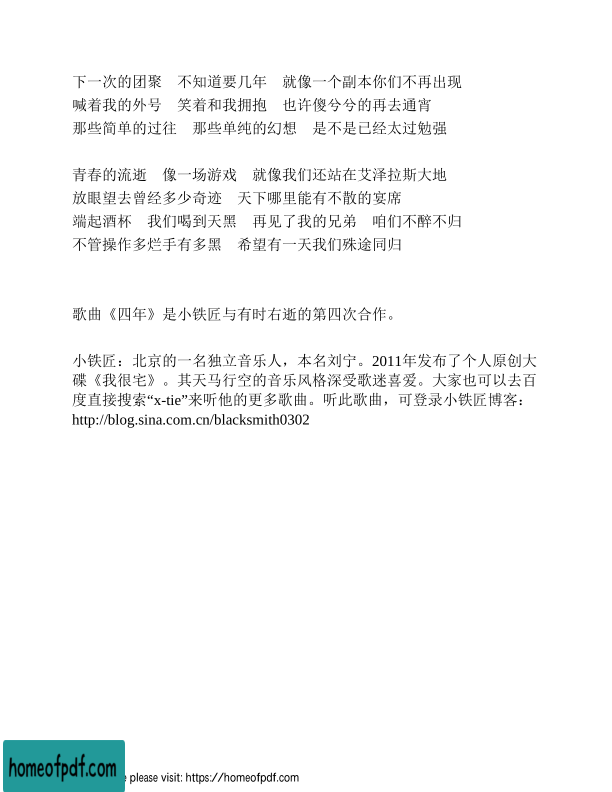 下一次的团聚　不知道要几年　就像一个副本你们不再出现
喊着我的外号　笑着和我拥抱　也许傻兮兮的再去通宵
那些简单的过往　那些单纯的幻想　是不是已经太过勉强
青春的流逝　像一场游戏　就像我们还站在艾泽拉斯大地
放眼望去曾经多少奇迹　天下哪里能有不散的宴席
端起酒杯　我们喝到天黑　再见了我的兄弟　咱们不醉不归
不管操作多烂手有多黑　希望有一天我们殊途同归
歌曲《四年》是小铁匠与有时右逝的第四次合作。
小铁匠：北京的一名独立音乐人，本名刘宁。2011年发布了个人原创大
碟《我很宅》。其天马行空的音乐风格深受歌迷喜爱。大家也可以去百
度直接搜索“x-tie”来听他的更多歌曲。听此歌曲，可登录小铁匠博客：
http://blog.sina.com.cn/blacksmith0302
homeofpdf.com
please visit: https://homeofpdf.com